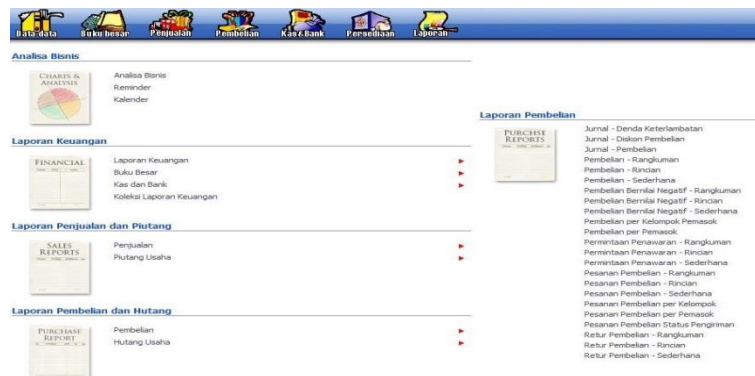 Data-data Buku besar Penjualan Pembelian Kas&Bank Persediaan Laporan
Analisa Bisnis
CHARTS &
ANALYSIS
Analisa Bisnis
Reminder
Kalender
Laporan Keuangan
FINANCIAL
Laporan Keuangan
Buku Besar
Kas dan Bank
Koleksi Laporan Keuangan
Laporan Penjualan dan Piutang
SALES
REPORTS
Penjualan
Piutang Usaha
Laporan Pembelian dan Hutang
PURCHASE
REPORT
Pembelian
Hutang Usaha
Laporan Pembelian
PURCHSE
REPORTS
Jurnal - Denda Keterlambatan
Jurnal - Diskon Pembelian
Jurnal - Pembelian
Pembelian - Rangkuman
Pembelian - Rincian
Pembelian - Sederhana
Pembelian Bernilai Negatif - Rangkuman
Pembelian Bernilai Negatif - Rincian
Pembelian Bernilai Negatif - Sederhana
Pembelian per Kelompok Pemasok
Pembelian per Pemasok
Permintaan Penawaran - Rangkuman
Permintaan Penawaran - Rincian
Permintaan Penawaran - Sederhana
Pesanan Pembelian - Rangkuman
Pesanan Pembelian - Rincian
Pesanan Pembelian - Sederhana
Pesanan Pembelian per Kelompok
Pesanan Pembelian per Pemasok
Pesanan Pembelian Status Pengiriman
Retur Pembelian - Rangkuman
Retur Pembelian - Rincian
Retur Pembelian - Sederhana